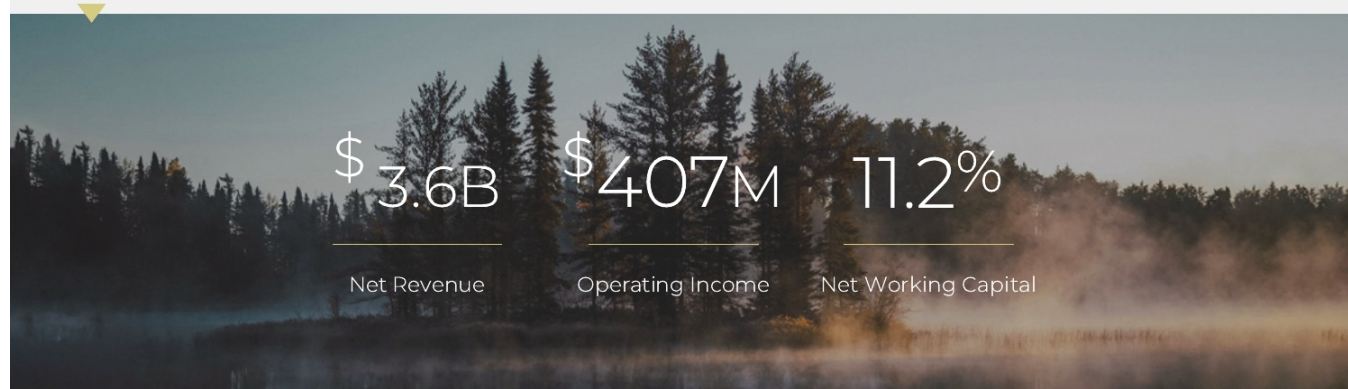 $3.6B $407M 11.2%
Net Revenue Operating Income Net Working Capital